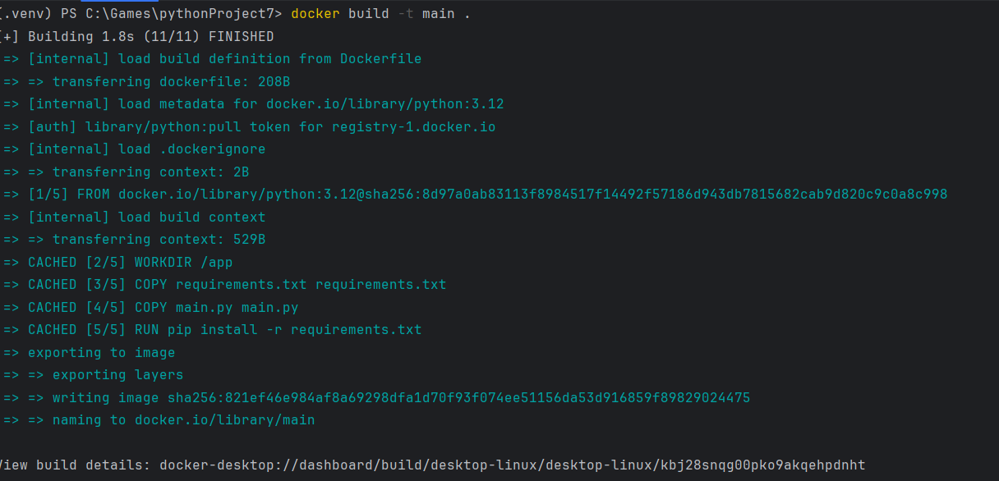 (.venv) PS C:\Games\pythonProject7> docker build -t main .
[+] Building 1.8s (11/11) FINISHED
=> [internal] load build definition from Dockerfile
=> => transferring dockerfile: 208B
=> [internal] load metadata for docker.io/library/python:3.12
=> [auth] library/python:pull token for registry-1.docker.io
=> [internal] load .dockerignore
=> => transferring context: 2B
=> [1/5] FROM docker.io/library/python:3.12@sha256:8d97a0ab83113f8984517f14492f57186d943db7815682cab9d820c9c0a8c998
=> [internal] load build context
=> => transferring context: 529B
=> CACHED [2/5] WORKDIR /app
=> CACHED [3/5] COPY requirements.txt requirements.txt
=> CACHED [4/5] COPY main.py main.py
=> CACHED [5/5] RUN pip install -r requirements.txt
=> exporting to image
=> => exporting layers
=> => writing image sha256:821ef46e984af8a69298dfa1d70f93f074ee51156da53d916859f89829024475
=> => naming to docker.io/library/main
View build details: docker-desktop://dashboard/build/desktop-linux/desktop-linux/kbj28snqg00pko9akqehpdnht